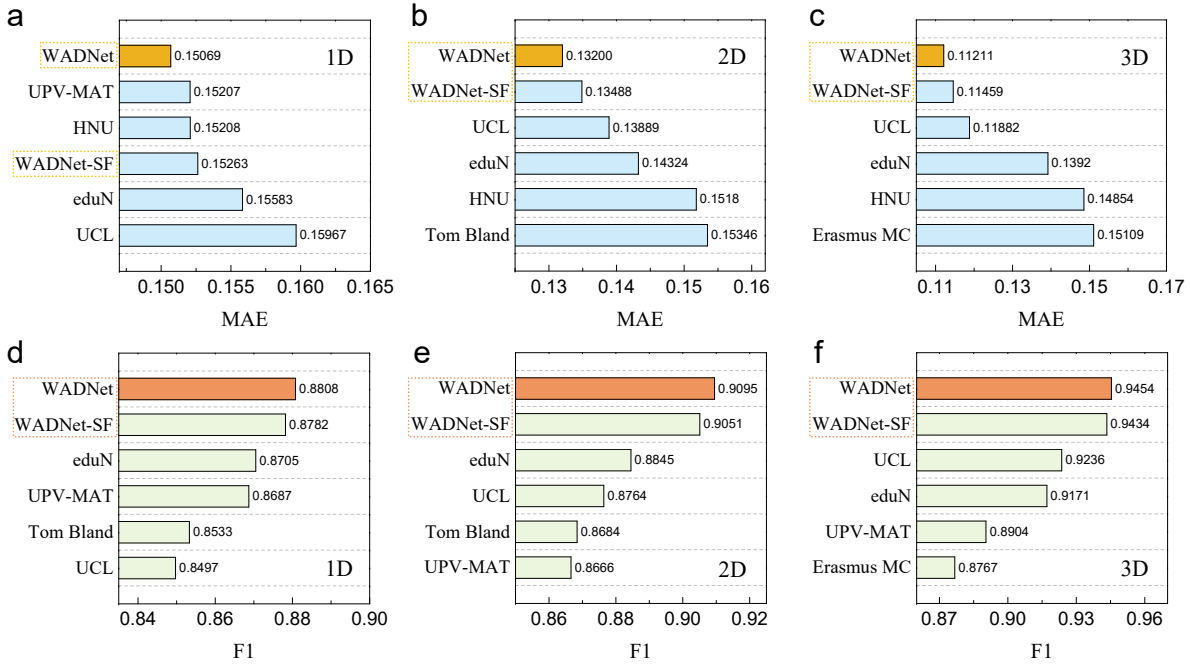 a
WADNet 0.15069
1D
UPV-MAT 0.15207
HNU 0.15208
WADNet-SF 0.15263
eduN 0.15583
UCL 0.15967
0.150 0.155 0.160 0.165
MAE
b
WADNet 0.13200
2D
WADNet-SF 0.13488
UCL 0.13889
eduN 0.14324
HNU 0.1518
Tom Bland 0.15346
0.13 0.14 0.15 0.16
MAE
c
WADNet 0.11211
3D
WADNet-SF 0.11459
UCL 0.11882
eduN 0.1392
HNU 0.14854
Erasmus MC 0.15109
0.11 0.13 0.15 0.17
MAE
d
WADNet 0.8808
WADNet-SF 0.8782
eduN 0.8705
UPV-MAT 0.8687
Tom Bland 0.8533
UCL 0.8497
1D
0.84 0.86 0.88 0.90
F1
e
WADNet 0.9095
WADNet-SF 0.9051
eduN 0.8845
UCL 0.8764
Tom Bland 0.8684
UPV-MAT 0.8666
2D
0.86 0.88 0.90 0.92
F1
f
WADNet 0.9454
WADNet-SF 0.9434
UCL 0.9236
eduN 0.9171
UPV-MAT 0.8904
Erasmus MC 0.8767
3D
0.87 0.90 0.93 0.96
F1